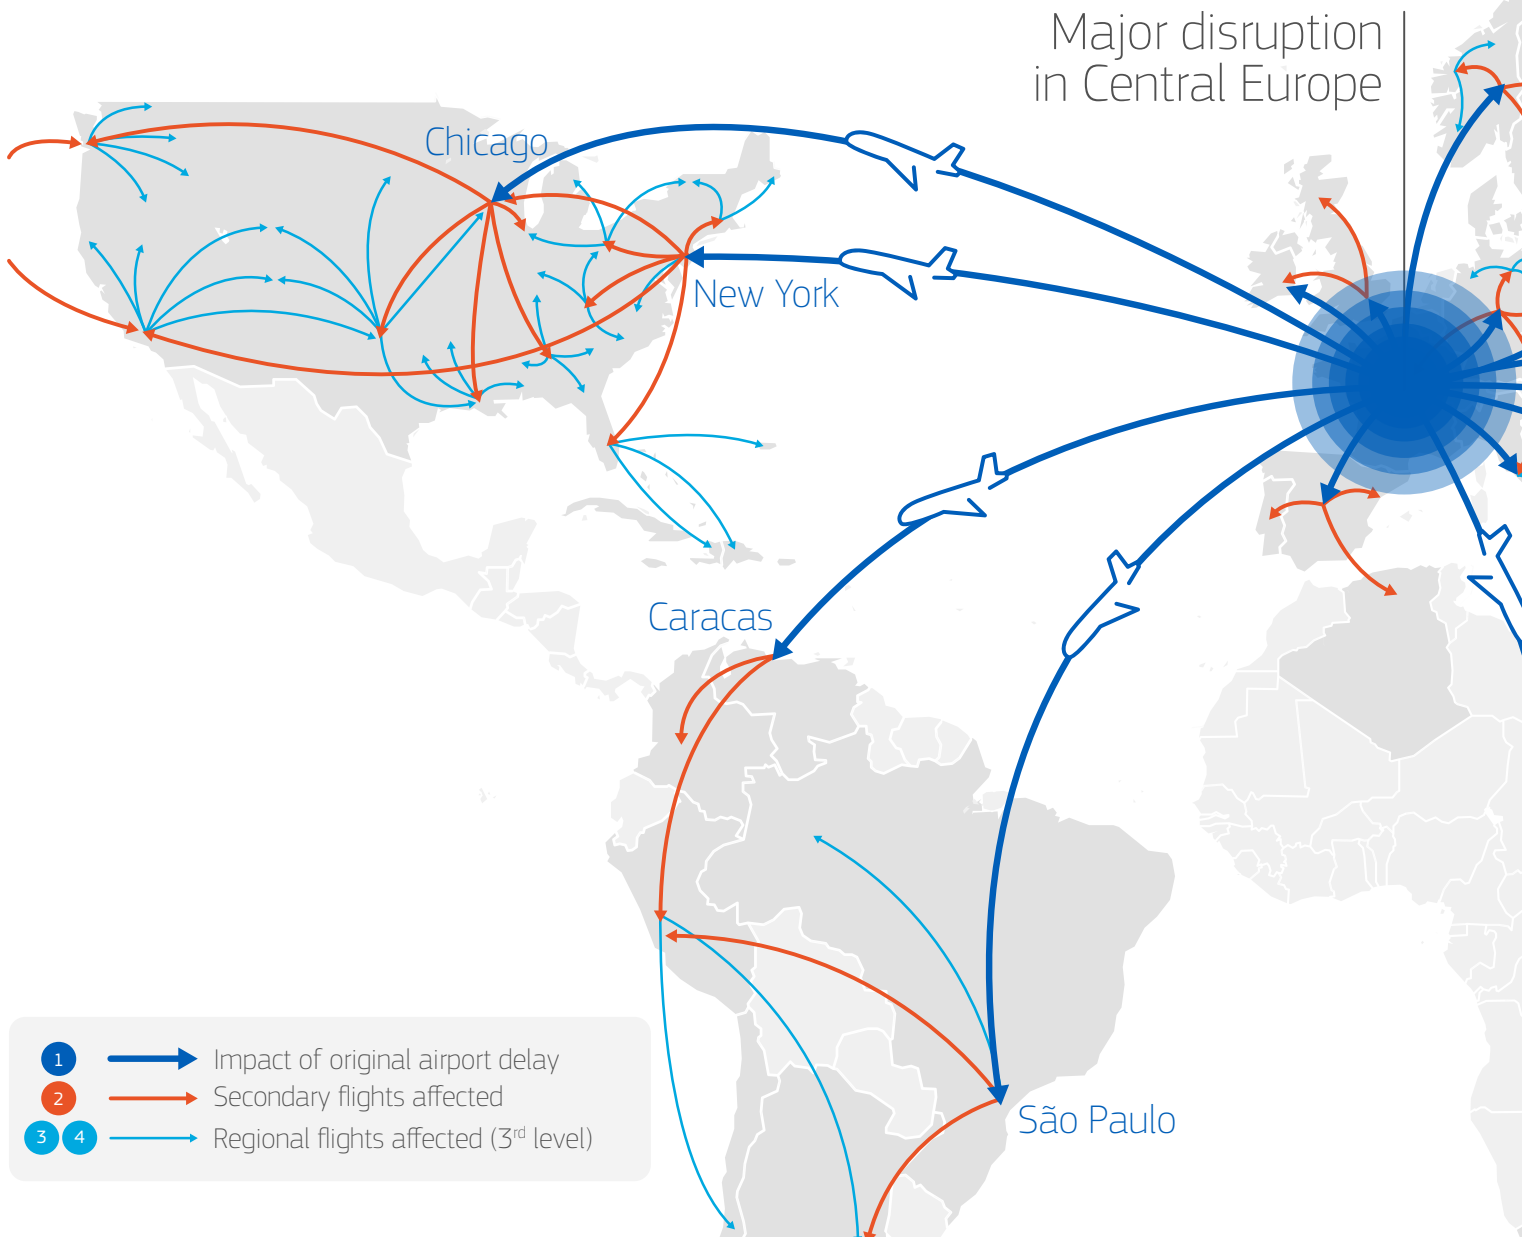 Major disruption
in Central Europe
Chicago
New York
Caracas
São Paulo
1 Impact of original airport delay
2 Secondary flights affected
3 4 Regional flights affected (3rd level)